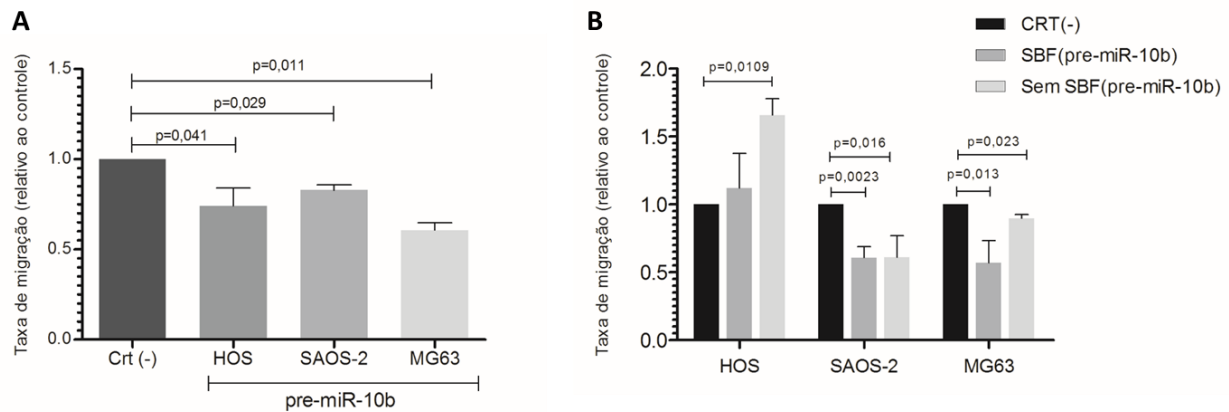 A
Taxa de migração (relativo ao controle)
1.5
1.0
0.5
0.0
p=0,011
p=0,029
p=0,041
Crt (-)
HOS
SAOS-2
MG63
pre-miR-10b
B
CRT(-)
SBF(pre-miR-10b)
Sem SBF(pre-miR-10b)
Taxa de migração (relativo ao controle)
2.0
1.5
1.0
0.5
0.0
p=0,0109
p=0,016
p=0,0023
p=0,023
p=0,013
HOS
SAOS-2
MG63